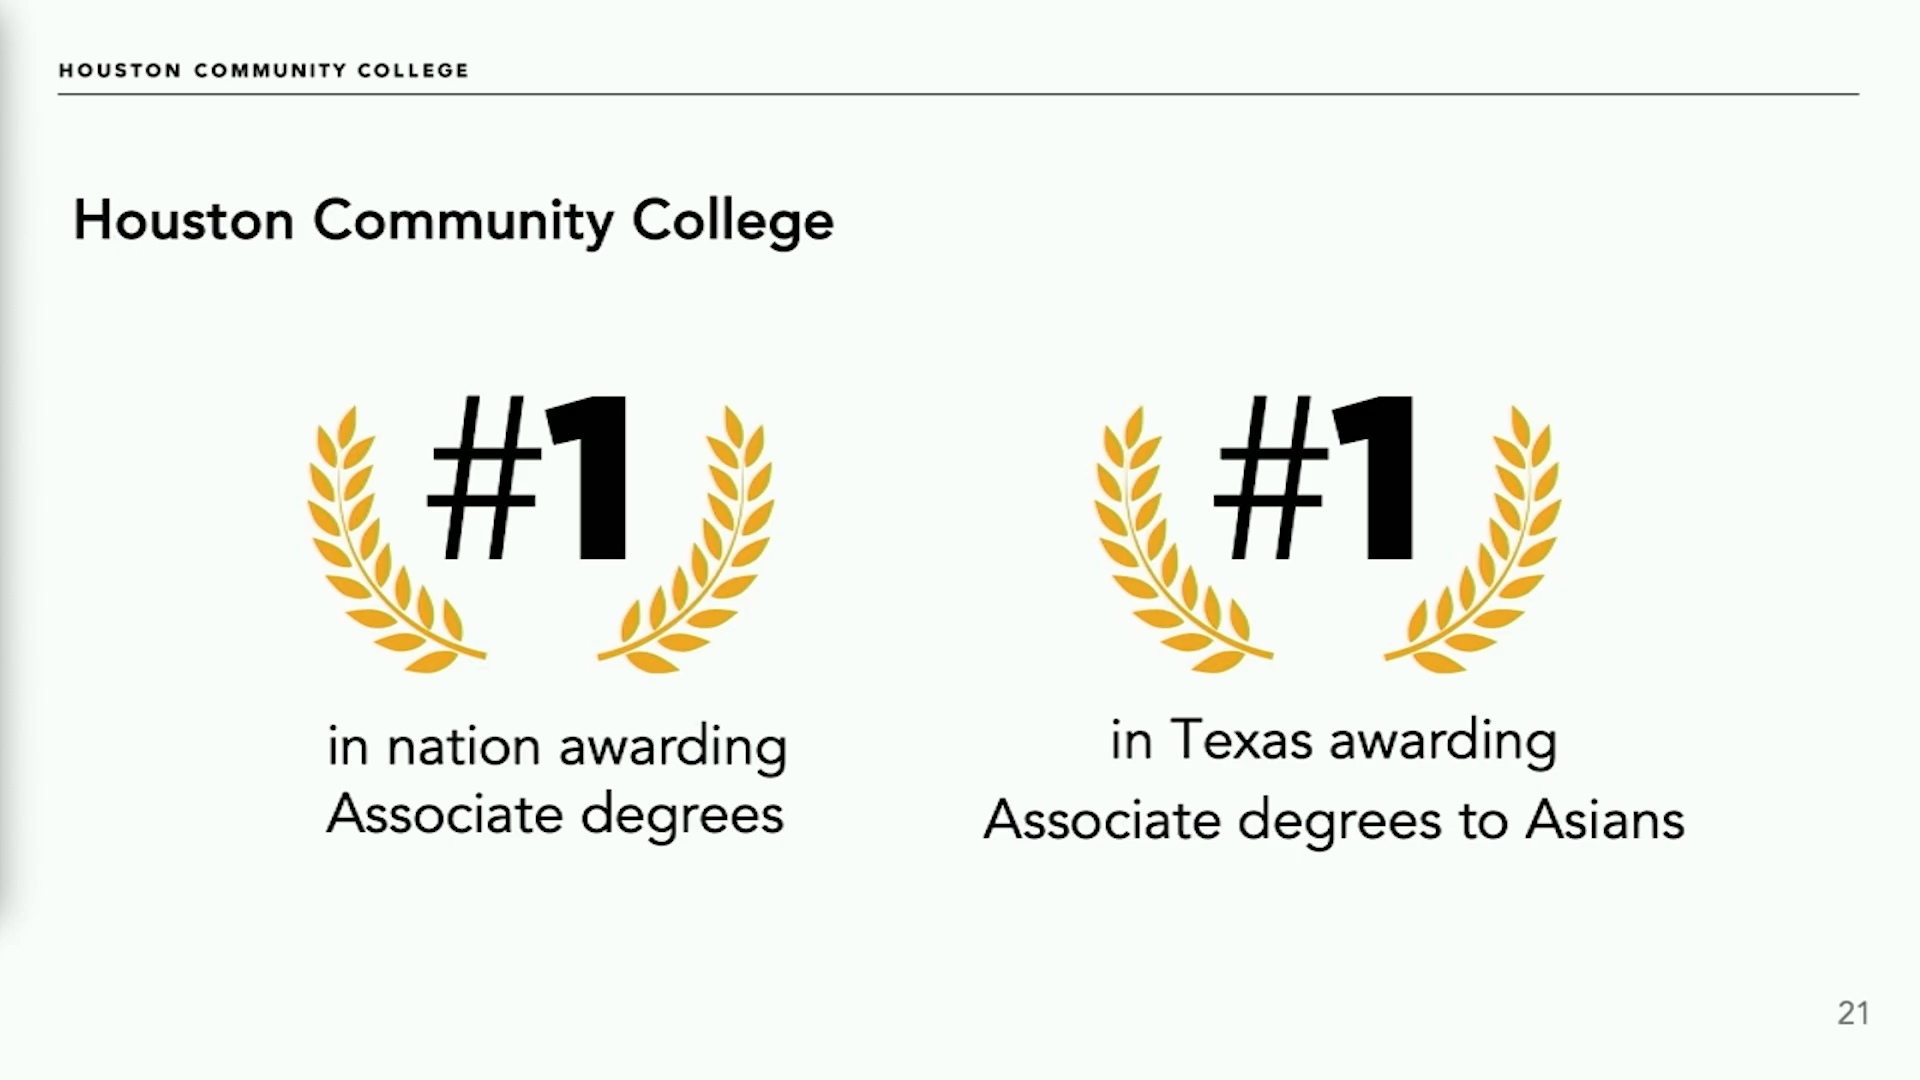 HOUSTON COMMUNITY COLLEGE
Houston Community College
#1
in nation awarding
Associate degrees
#1
in Texas awarding
Associate degrees to Asians
21